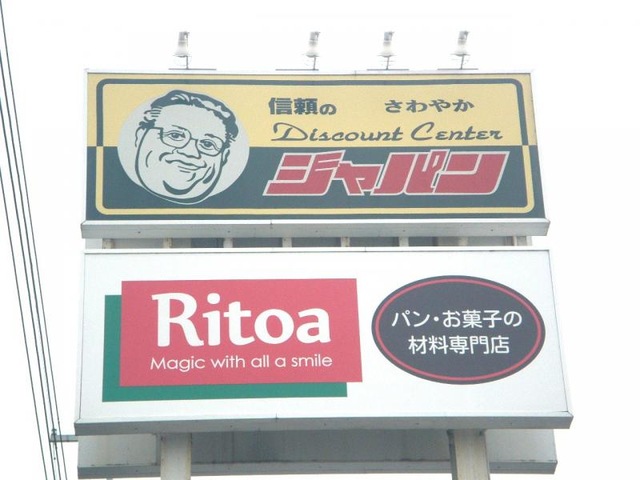 信頼の さわやか
Discount Center
ジャパン
Ritoa
Magic with all a smile
パン・お菓子の
材料専門店